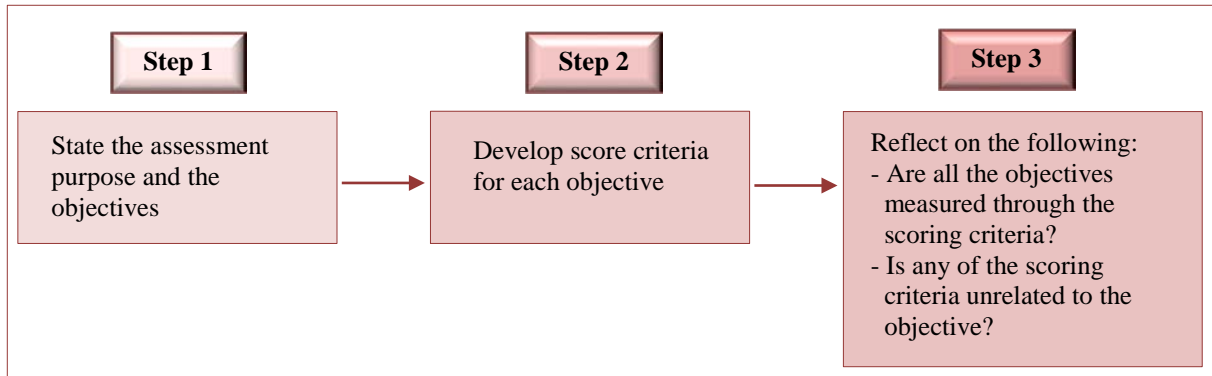 Step 1
State the assessment
purpose and the
objectives
Step 2
Develop score criteria
for each objective
Step 3
Reflect on the following:
- Are all the objectives
measured through the
scoring criteria?
- Is any of the scoring
criteria unrelated to the
objective?